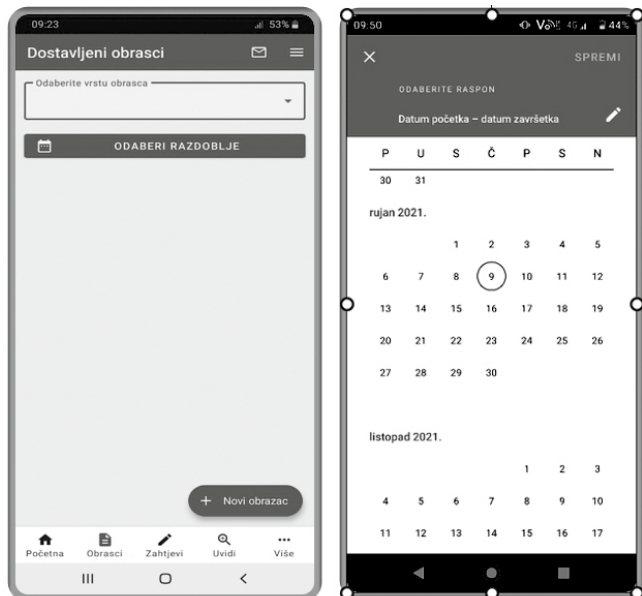 09:23 53%
Dostavljeni obrasci
Odaberite vrstu obrasca
ODABERI RAZDOBLJE
+ Novi obrazac
Početna Obrasci Zahtjevi Uvidi Više
09:50 4G 44%
SPREMI
ODABERITE RASPON
Datum početka – datum završetka
P U S Č P S N
30 31
rujan 2021.
1 2 3 4 5
6 7 8 9 10 11 12
13 14 15 16 17 18 19
20 21 22 23 24 25 26
27 28 29 30
listopad 2021.
1 2 3
4 5 6 7 8 9 10
11 12 13 14 15 16 17